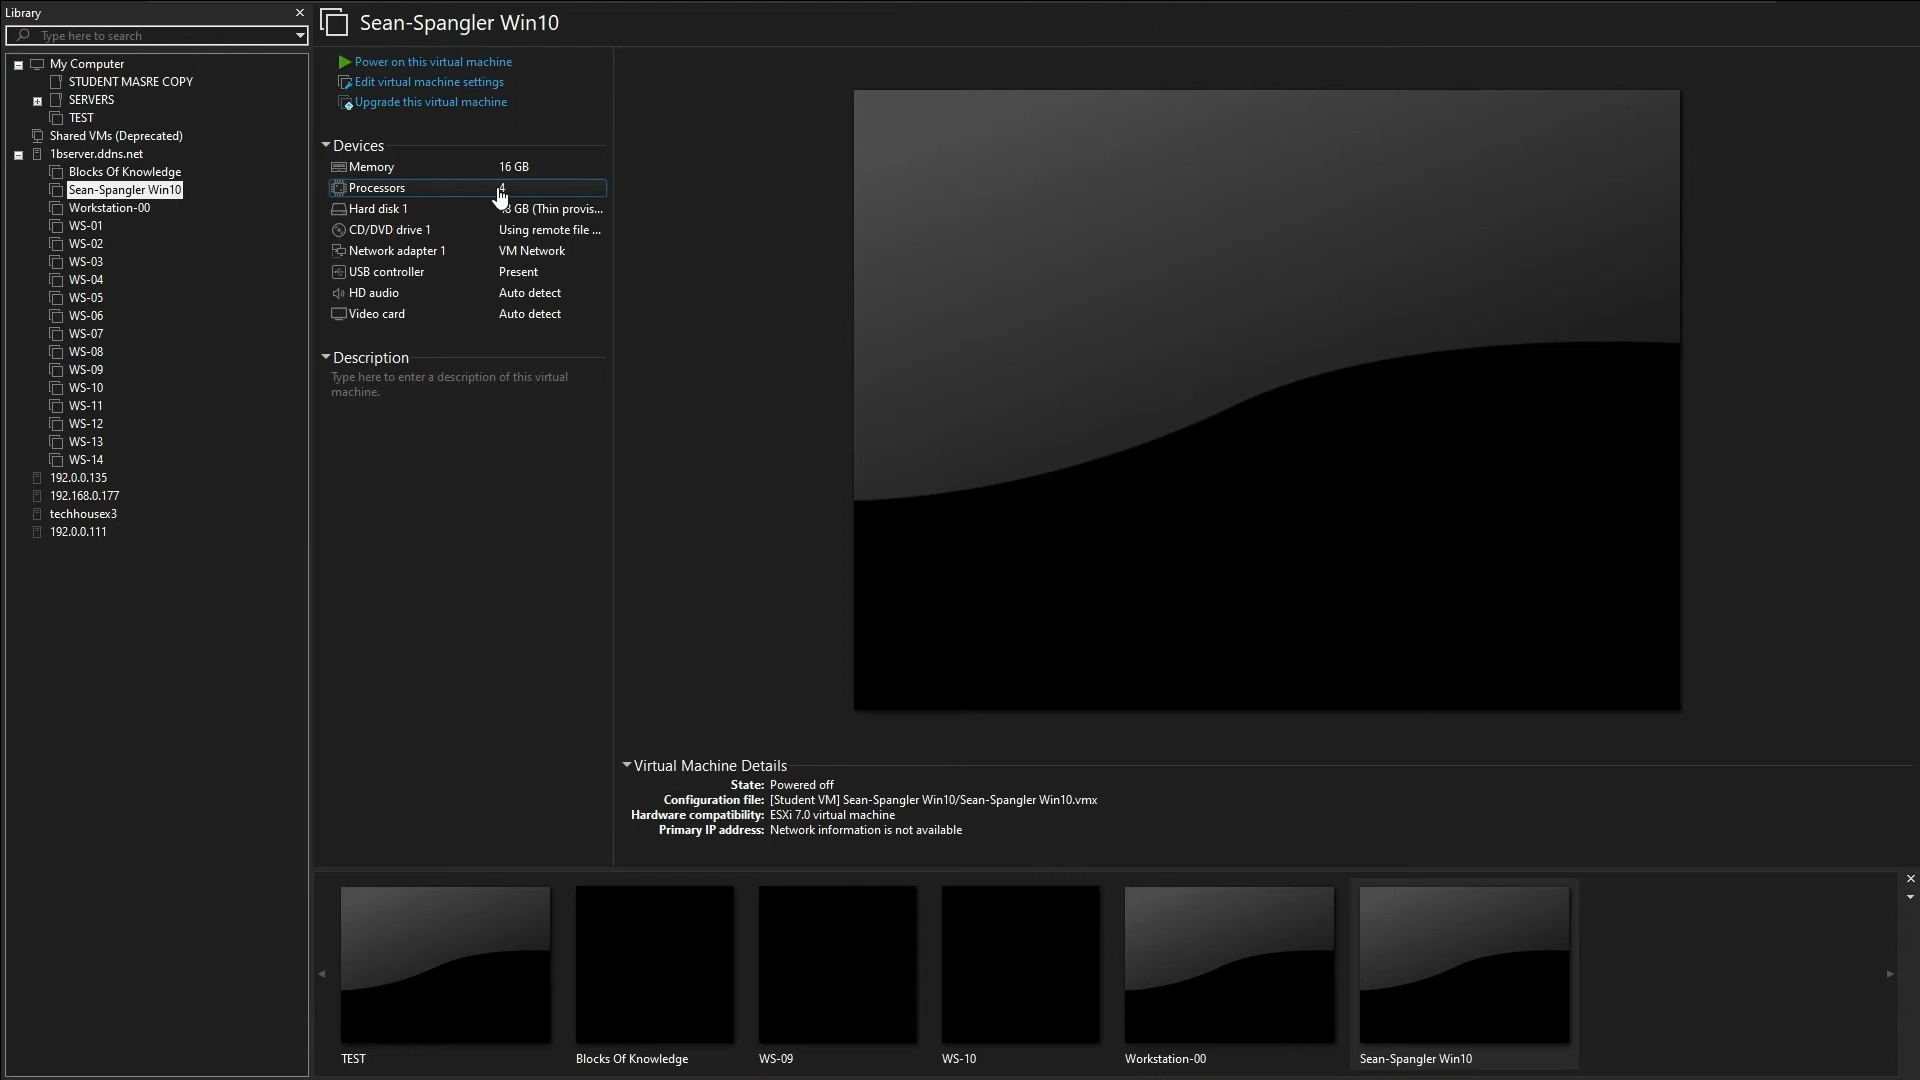 Library
Type here to search
My Computer
STUDENT MASRE COPY
SERVERS
TEST
Shared VMs (Deprecated)
1bserver.ddns.net
Blocks Of Knowledge
Sean-Spangler Win10
Workstation-00
WS-01
WS-02
WS-03
WS-04
WS-05
WS-06
WS-07
WS-08
WS-09
WS-10
WS-11
WS-12
WS-13
WS-14
192.0.0.135
192.168.0.177
techhousex3
192.0.0.111
Sean-Spangler Win10
Power on this virtual machine
Edit virtual machine settings
Upgrade this virtual machine
Devices
Memory 16 GB
Processors 4
Hard disk 1 GB (Thin provis...
CD/DVD drive 1 Using remote file ...
Network adapter 1 VM Network
USB controller Present
HD audio Auto detect
Video card Auto detect
Description
Type here to enter a description of this virtual
machine.
Virtual Machine Details
State: Powered off
Configuration file: [Student VM] Sean-Spangler Win10/Sean-Spangler Win10.vmx
Hardware compatibility: ESXi 7.0 virtual machine
Primary IP address: Network information is not available
TEST
Blocks Of Knowledge
WS-09
WS-10
Workstation-00
Sean-Spangler Win10